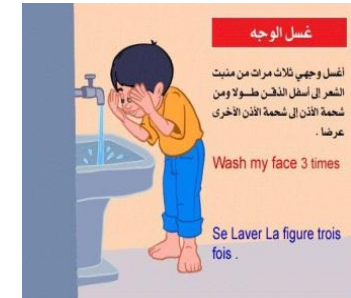 غسل الوجه
أغسل وجهي ثلاث مرات من منبت
الشعر إلى أسفل الذقن طـولا ومن
شحمة الأذن إلى شحمة الأذن الأخرى
عرضا .
Wash my face 3 times
Se Laver La figure trois
fois .